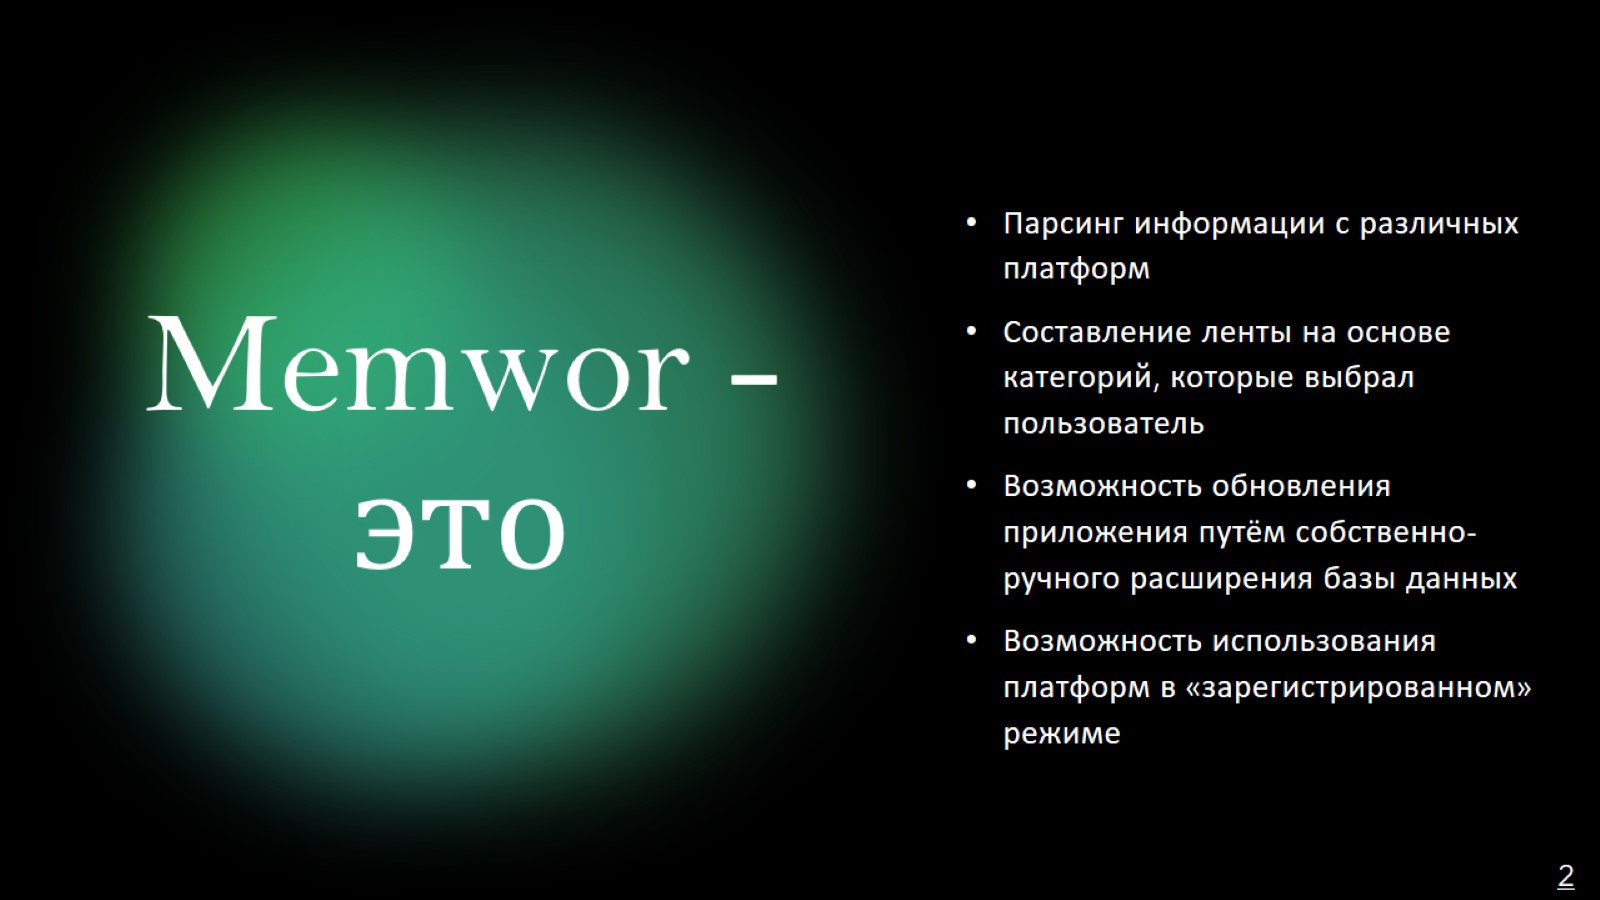 Memwor -
это
• Парсинг информации с различных
платформ
• Составление ленты на основе
категорий, которые выбрал
пользователь
• Возможность обновления
приложения путём собственно-
ручного расширения базы данных
• Возможность использования
платформ в «зарегистрированном»
режиме
2